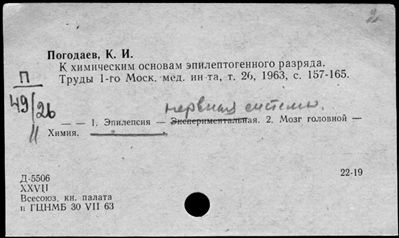 2
Погодаев, К. И.
К химическим основам эпилептогенного разряда.
Труды 1-го Моск. мед. ин-та, т. 26, 1963, с. 157-165.
П
49/26
нервная система.
— — 1. Эпилепсия — Экспериментальная. 2. Мозг головной —
Химия.
Д-5506
22-19
XXVII
Всесоюз. кн. палата
и ГЦНМБ 30 VII 63